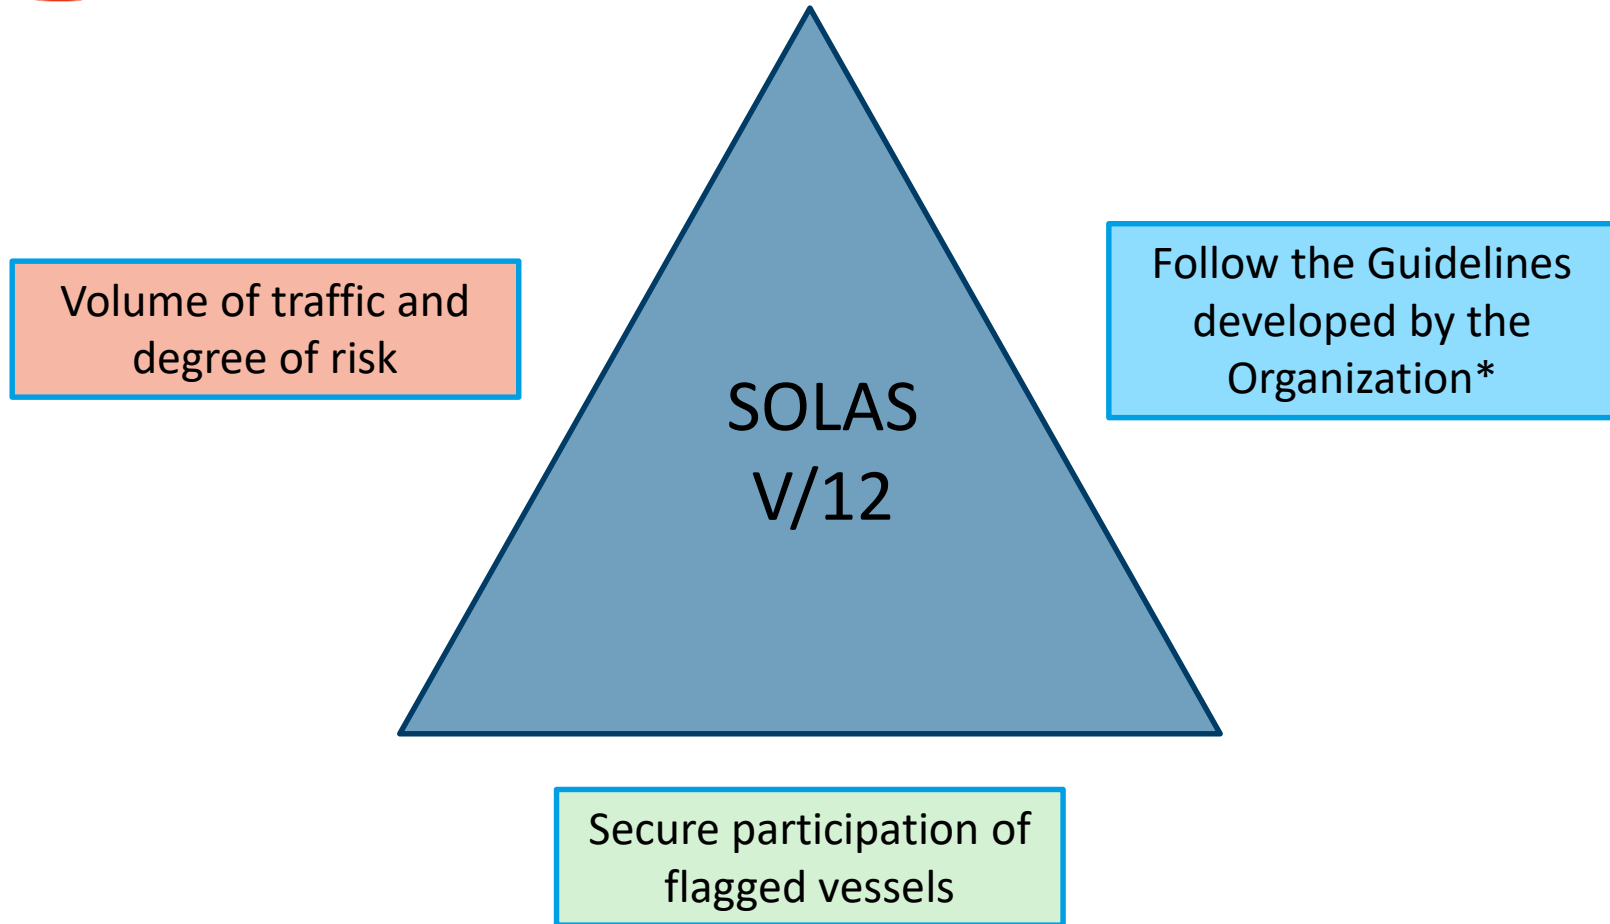 Volume of traffic and
degree of risk
SOLAS
V/12
Follow the Guidelines
developed by the
Organization*
Secure participation of
flagged vessels